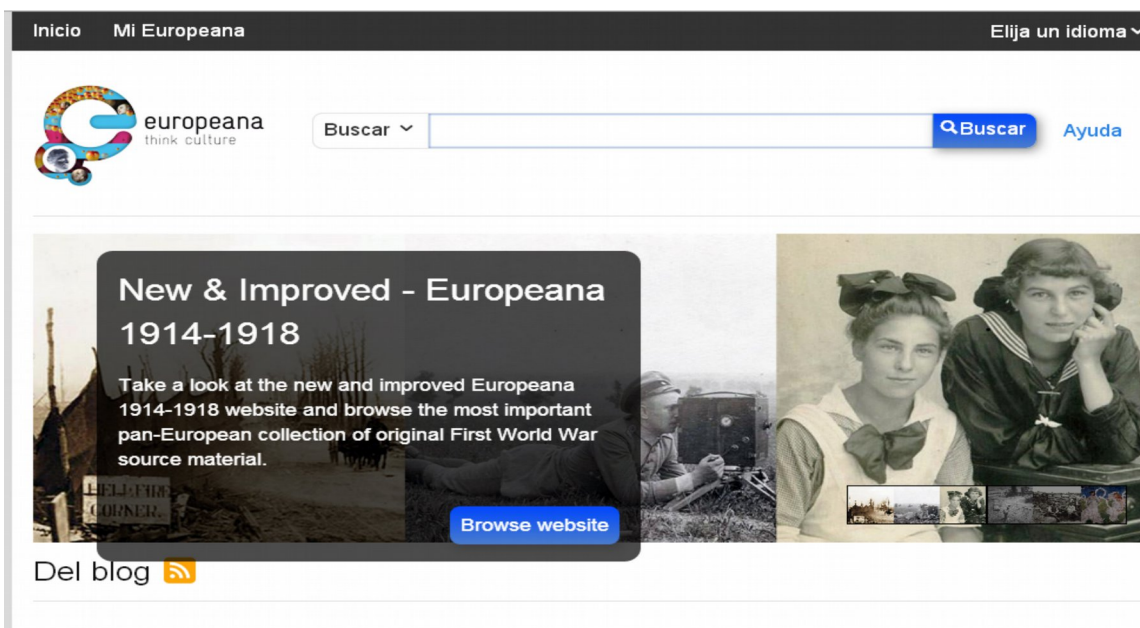 Inicio Mi Europeana Elija un idioma
europeana
think culture
Buscar
Buscar
Ayuda
New & Improved - Europeana
1914-1918
Take a look at the new and improved Europeana
1914-1918 website and browse the most important
pan-European collection of original First World War
source material.
HELL FIRE
CORNER.
Browse website
Del blog